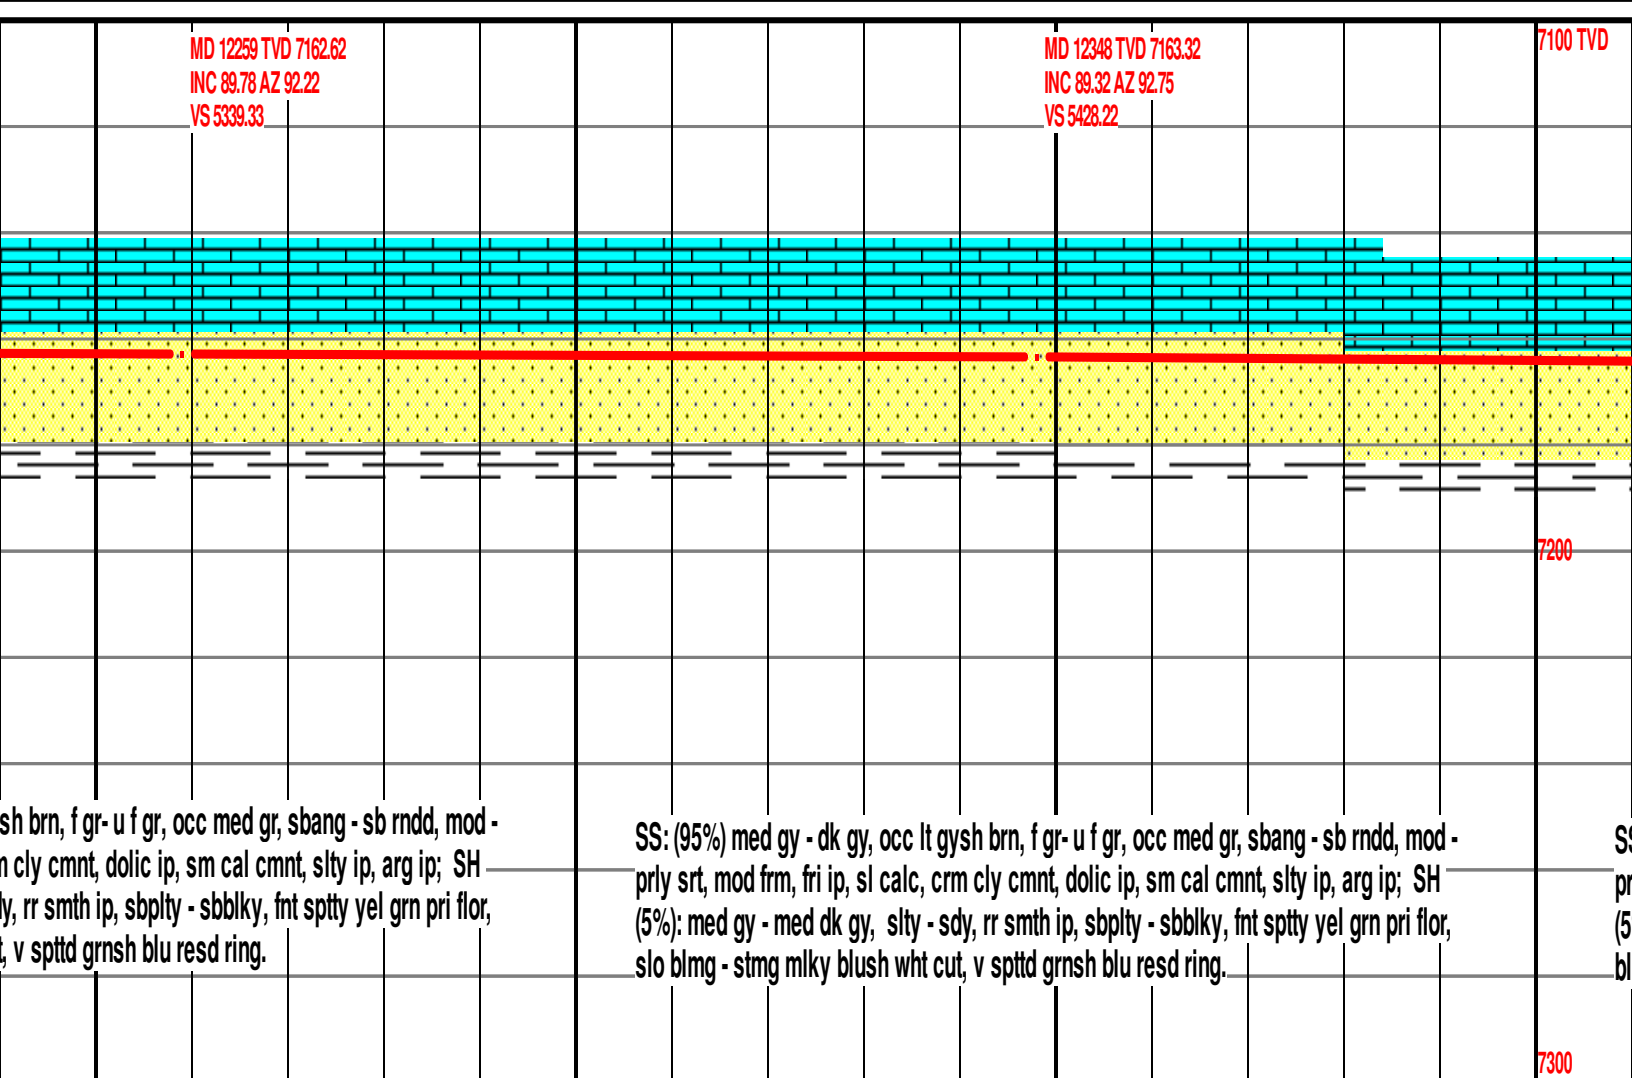 MD 12259 TVD 7162.62
INC 89.78 AZ 92.22
VS 5339.33
MD 12348 TVD 7163.32
INC 89.32 AZ 92.75
VS 5428.22
7100 TVD
7200
sh brn, f gr- u f gr, occ med gr, sbang - sb rndd, mod -
cly cmnt, dolic ip, sm cal cmnt, slty ip, arg ip; SH
rr smth ip, sbplty - sbblky, fnt sptty yel grn pri flor,
v spttd grnsh blu resd ring.
SS: (95%) med gy - dk gy, occ lt gysh brn, f gr- u f gr, occ med gr, sbang - sb rndd, mod -
prly srt, mod frm, fri ip, sl calc, crm cly cmnt, dolic ip, sm cal cmnt, slty ip, arg ip; SH
(5%): med gy - med dk gy, slty - sdy, rr smth ip, sbplty - sbblky, fnt sptty yel grn pri flor,
slo blmg - stmg mlky blush wht cut, v spttd grnsh blu resd ring.
SS
pr
(5
bl
7300